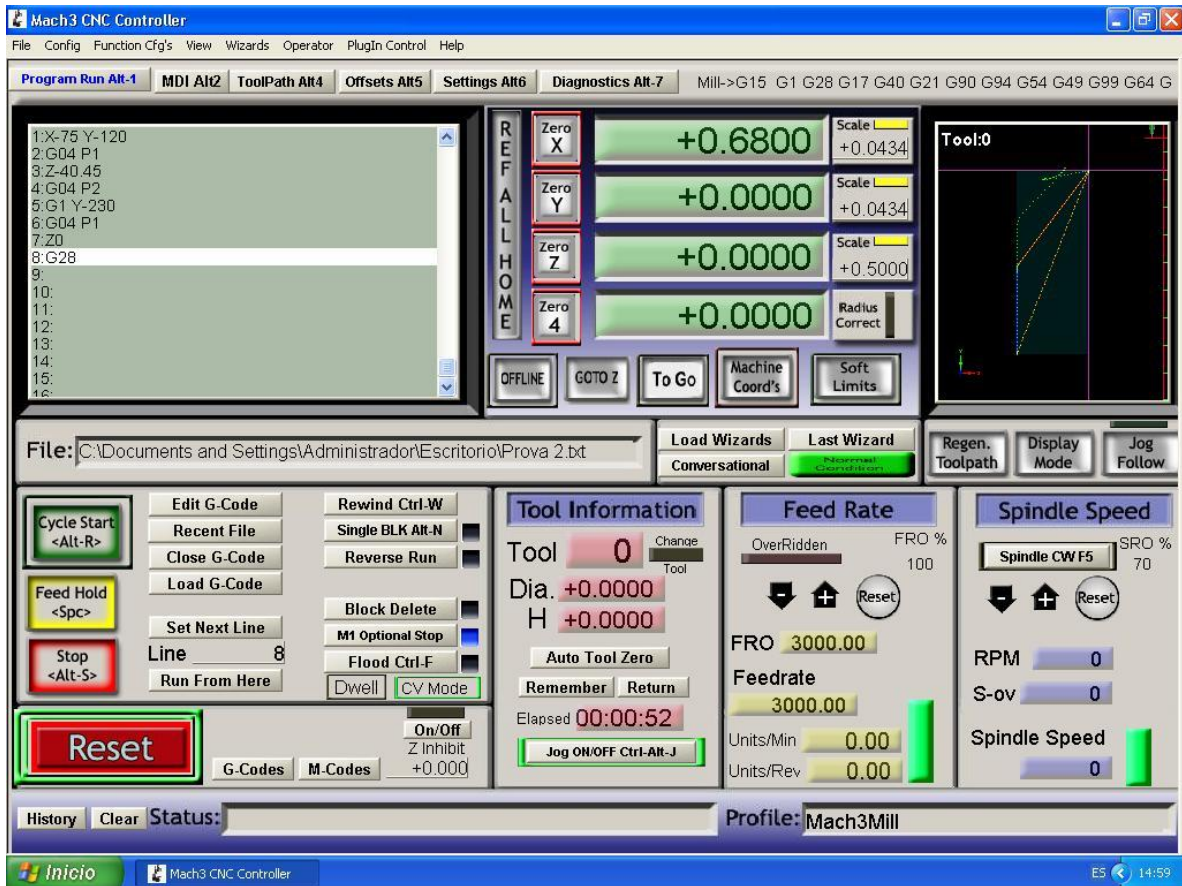 Mach3 CNC Controller
File Config Function Cfg's View Wizards Operator PlugIn Control Help
Program Run Alt-1 MDI Alt2 ToolPath Alt4 Offsets Alt5 Settings Alt6 Diagnostics Alt-7 Mill->G15 G1 G28 G17 G40 G21 G90 G94 G54 G49 G99 G64 G
1:X-75 Y-120
2:G04 P1
3:Z-40.45
4:G04 P2
5:G1 Y-230
6:G04 P1
7:Z0
8:G28
9:
10:
11:
12:
13:
14:
15:
16:
REF ALL HOME
Zero X +0.6800 Scale +0.0434
Zero Y +0.0000 Scale +0.0434
Zero Z +0.0000 Scale +0.5000
Zero 4 +0.0000 Radius Correct
OFFLINE GOTO Z To Go Machine Coord's Soft Limits
Tool:0
File: C:\Documents and Settings\Administrador\Escritorio\Prova 2.txt
Load Wizards Last Wizard
Conversational Normal Condition
Regen. Toolpath Display Mode Jog Follow
Cycle Start <Alt-R>
Feed Hold <Spc>
Stop <Alt-S>
Edit G-Code
Recent File
Close G-Code
Load G-Code
Set Next Line
Line 8
Run From Here
Rewind Ctrl-W
Single BLK Alt-N
Reverse Run
Block Delete
M1 Optional Stop
Flood Ctrl-F
Dwell CV Mode
Reset
G-Codes M-Codes
On/Off
Z Inhibit
+0.000
Tool Information
Tool 0 Change Tool
Dia. +0.0000
H +0.0000
Auto Tool Zero
Remember Return
Elapsed 00:00:52
Jog ON/OFF Ctrl-Alt-J
Feed Rate
OverRidden FRO %
100
Reset
FRO 3000.00
Feedrate
3000.00
Units/Min 0.00
Units/Rev 0.00
Spindle Speed
Spindle CW F5 SRO %
70
Reset
RPM 0
S-ov 0
Spindle Speed
0
History Clear Status: Profile: Mach3Mill
Inicio Mach3 CNC Controller ES 14:59